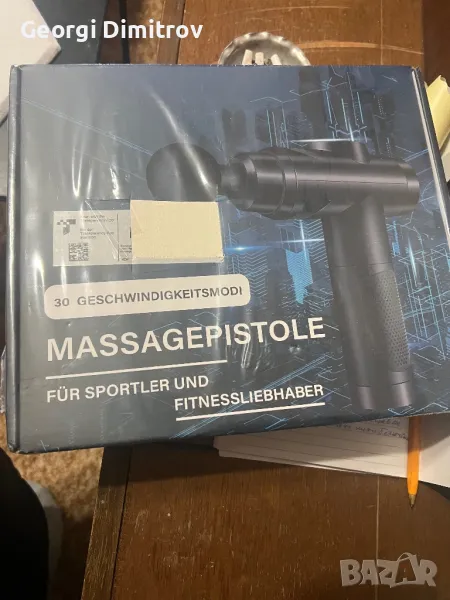 Georgi Dimitrov
30 GESCHWINDIGKEITSMODI
MASSAGEPISTOLE
FÜR SPORTLER UND
FITNESSLIEBHABER
BAZAR